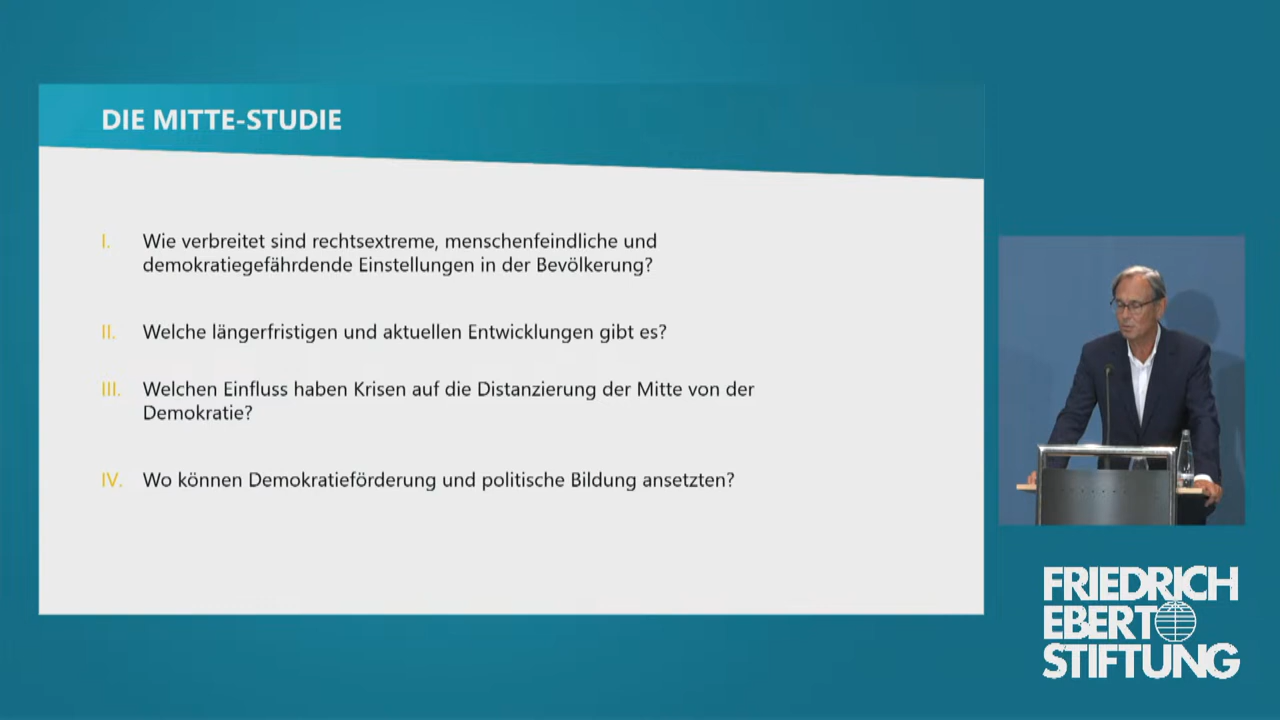 DIE MITTE-STUDIE
I. Wie verbreitet sind rechtsextreme, menschenfeindliche und
demokratiegefährdende Einstellungen in der Bevölkerung?
II. Welche längerfristigen und aktuellen Entwicklungen gibt es?
III. Welchen Einfluss haben Krisen auf die Distanzierung der Mitte von der
Demokratie?
IV. Wo können Demokratieförderung und politische Bildung ansetzten?
FRIEDRICH
EBERT
STIFTUNG